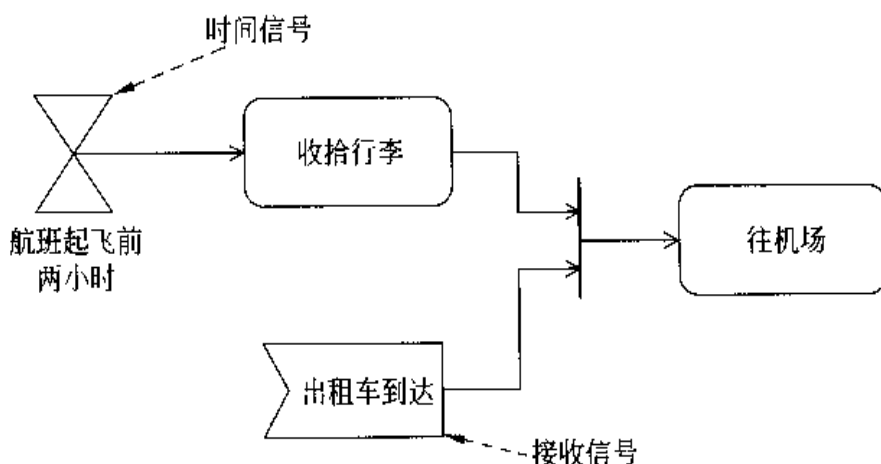 时间信号
收拾行李
航班起飞前
两小时
往机场
出租车到达
接收信号